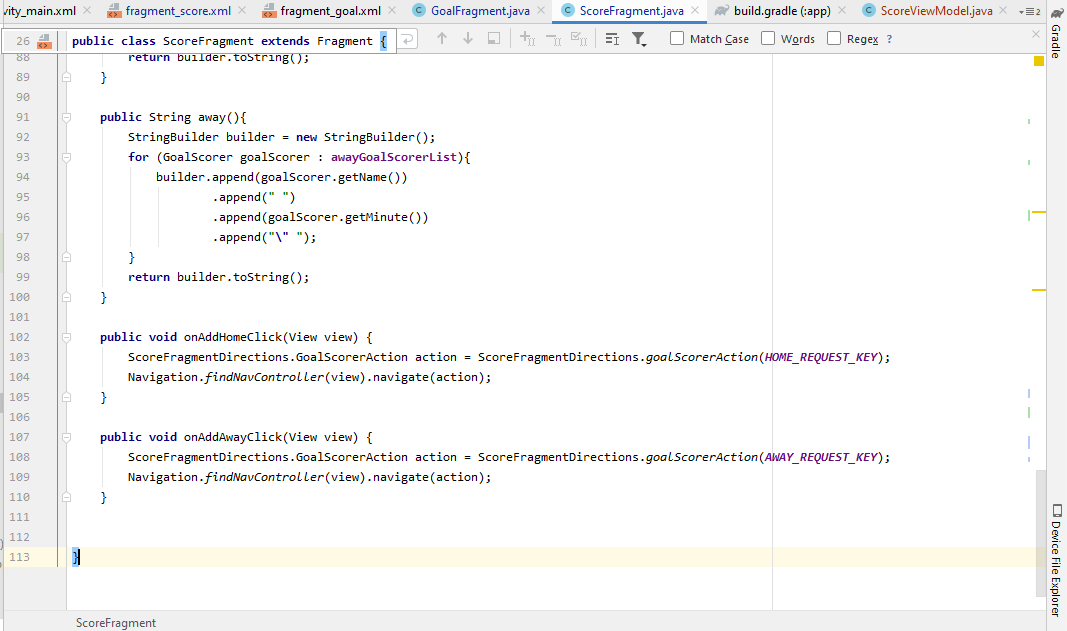 vity_main.xml fragment_score.xml fragment_goal.xml GoalFragment.java ScoreFragment.java build.gradle (:app) ScoreViewModel.java 2
26 public class ScoreFragment extends Fragment { Match Case Words Regex ?
88 return builder.toString();
89 }
90
91 public String away(){
92 StringBuilder builder = new StringBuilder();
93 for (GoalScorer goalScorer : awayGoalScorerList){
94 builder.append(goalScorer.getName())
95 .append(" ")
96 .append(goalScorer.getMinute())
97 .append("\" ");
98 }
99 return builder.toString();
100 }
101
102 public void onAddHomeClick(View view) {
103 ScoreFragmentDirections.GoalScorerAction action = ScoreFragmentDirections.goalScorerAction(HOME_REQUEST_KEY);
104 Navigation.findNavController(view).navigate(action);
105 }
106
107 public void onAddAwayClick(View view) {
108 ScoreFragmentDirections.GoalScorerAction action = ScoreFragmentDirections.goalScorerAction(AWAY_REQUEST_KEY);
109 Navigation.findNavController(view).navigate(action);
110 }
111
112
113 }
ScoreFragment
Gradle
Device File Explorer